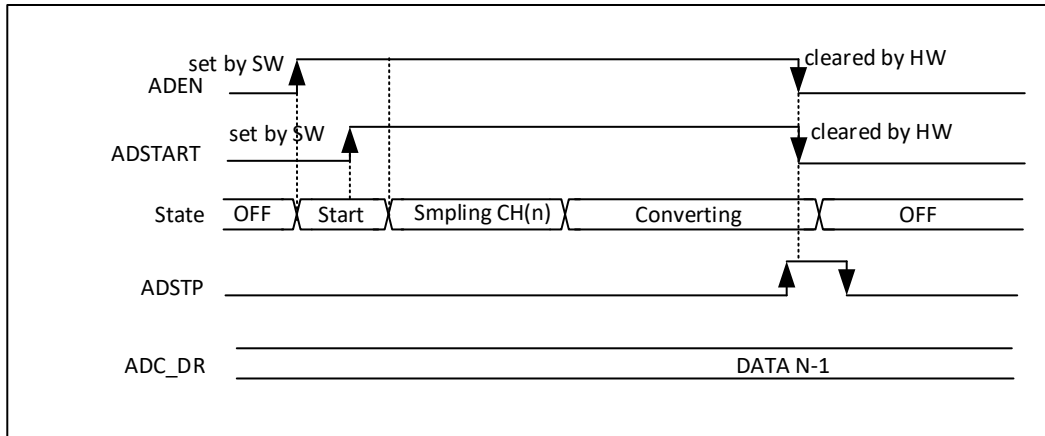 set by SW
cleared by HW
ADEN
set by SW
cleared by HW
ADSTART
State OFF Start Smpling CH(n) Converting OFF
ADSTP
ADC_DR DATA N-1